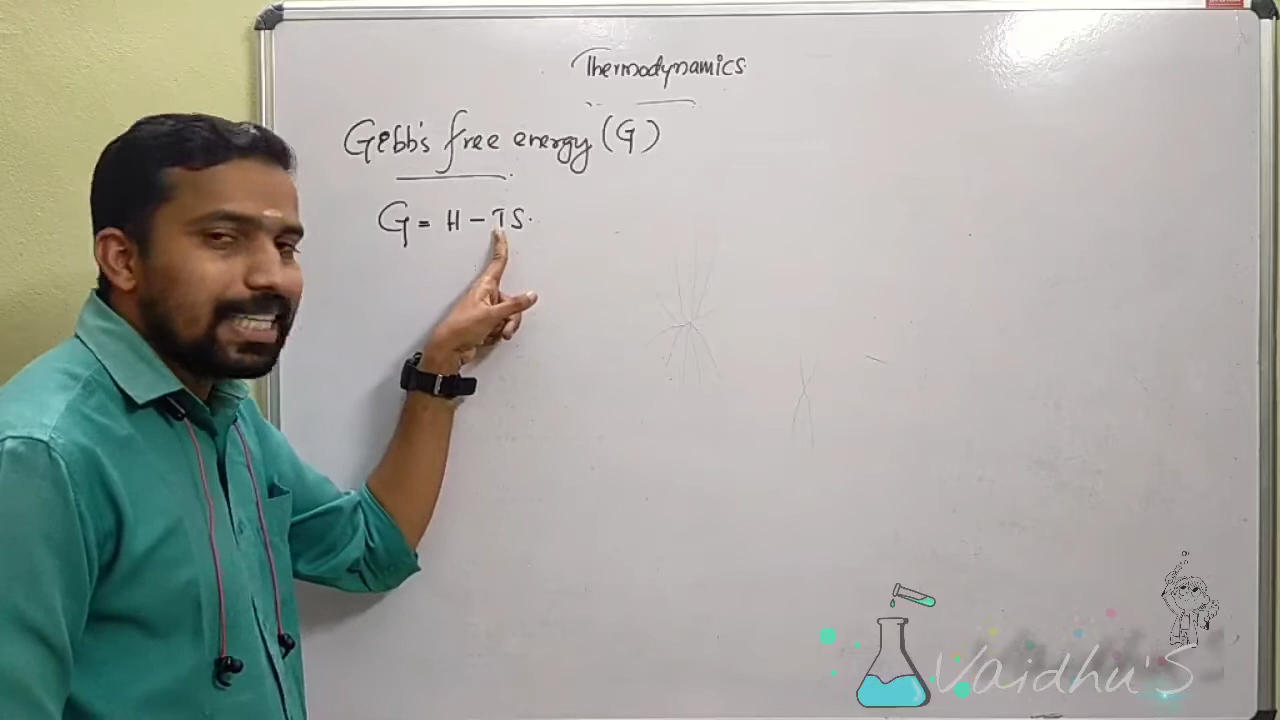 Thermodynamics
Gibb's free energy (G)
G = H - TS.
Vaidhu's